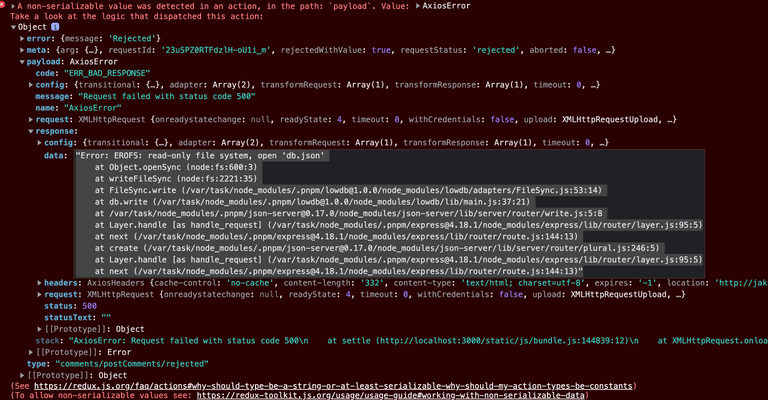 ▸ A non-serializable value was detected in an action, in the path: `payload`. Value: ▸ AxiosError
Take a look at the logic that dispatched this action:
▾ Object i
▸ error: {message: 'Rejected'}
▸ meta: {arg: {…}, requestId: '23uSPZ0RTFdzlH-oU1i_m', rejectedWithValue: true, requestStatus: 'rejected', aborted: false, …}
▾ payload: AxiosError
code: "ERR_BAD_RESPONSE"
▸ config: {transitional: {…}, adapter: Array(2), transformRequest: Array(1), transformResponse: Array(1), timeout: 0, …}
message: "Request failed with status code 500"
name: "AxiosError"
▸ request: XMLHttpRequest {onreadystatechange: null, readyState: 4, timeout: 0, withCredentials: false, upload: XMLHttpRequestUpload, …}
▾ response:
▸ config: {transitional: {…}, adapter: Array(2), transformRequest: Array(1), transformResponse: Array(1), timeout: 0, …}
data: "Error: EROFS: read-only file system, open 'db.json'
at Object.openSync (node:fs:600:3)
at writeFileSync (node:fs:2221:35)
at FileSync.write (/var/task/node_modules/.pnpm/lowdb@1.0.0/node_modules/lowdb/adapters/FileSync.js:53:14)
at db.write (/var/task/node_modules/.pnpm/lowdb@1.0.0/node_modules/lowdb/lib/main.js:37:21)
at /var/task/node_modules/.pnpm/json-server@0.17.0/node_modules/json-server/lib/server/router/write.js:5:8
at Layer.handle [as handle_request] (/var/task/node_modules/.pnpm/express@4.18.1/node_modules/express/lib/router/layer.js:95:5)
at next (/var/task/node_modules/.pnpm/express@4.18.1/node_modules/express/lib/router/route.js:144:13)
at create (/var/task/node_modules/.pnpm/json-server@0.17.0/node_modules/json-server/lib/server/router/plural.js:246:5)
at Layer.handle [as handle_request] (/var/task/node_modules/.pnpm/express@4.18.1/node_modules/express/lib/router/layer.js:95:5)
at next (/var/task/node_modules/.pnpm/express@4.18.1/node_modules/express/lib/router/route.js:144:13)"
▸ headers: AxiosHeaders {cache-control: 'no-cache', content-length: '332', content-type: 'text/html; charset=utf-8', expires: '-1', location: 'http://jak
▸ request: XMLHttpRequest {onreadystatechange: null, readyState: 4, timeout: 0, withCredentials: false, upload: XMLHttpRequestUpload, …}
status: 500
statusText: ""
▸ [[Prototype]]: Object
stack: "AxiosError: Request failed with status code 500\n    at settle (http://localhost:3000/static/js/bundle.js:144839:12)\n    at XMLHttpRequest.onloa
▸ [[Prototype]]: Error
type: "comments/postComments/rejected"
▸ [[Prototype]]: Object
(See https://redux.js.org/faq/actions#why-should-type-be-a-string-or-at-least-serializable-why-should-my-action-types-be-constants)
(To allow non-serializable values see: https://redux-toolkit.js.org/usage/usage-guide#working-with-non-serializable-data)